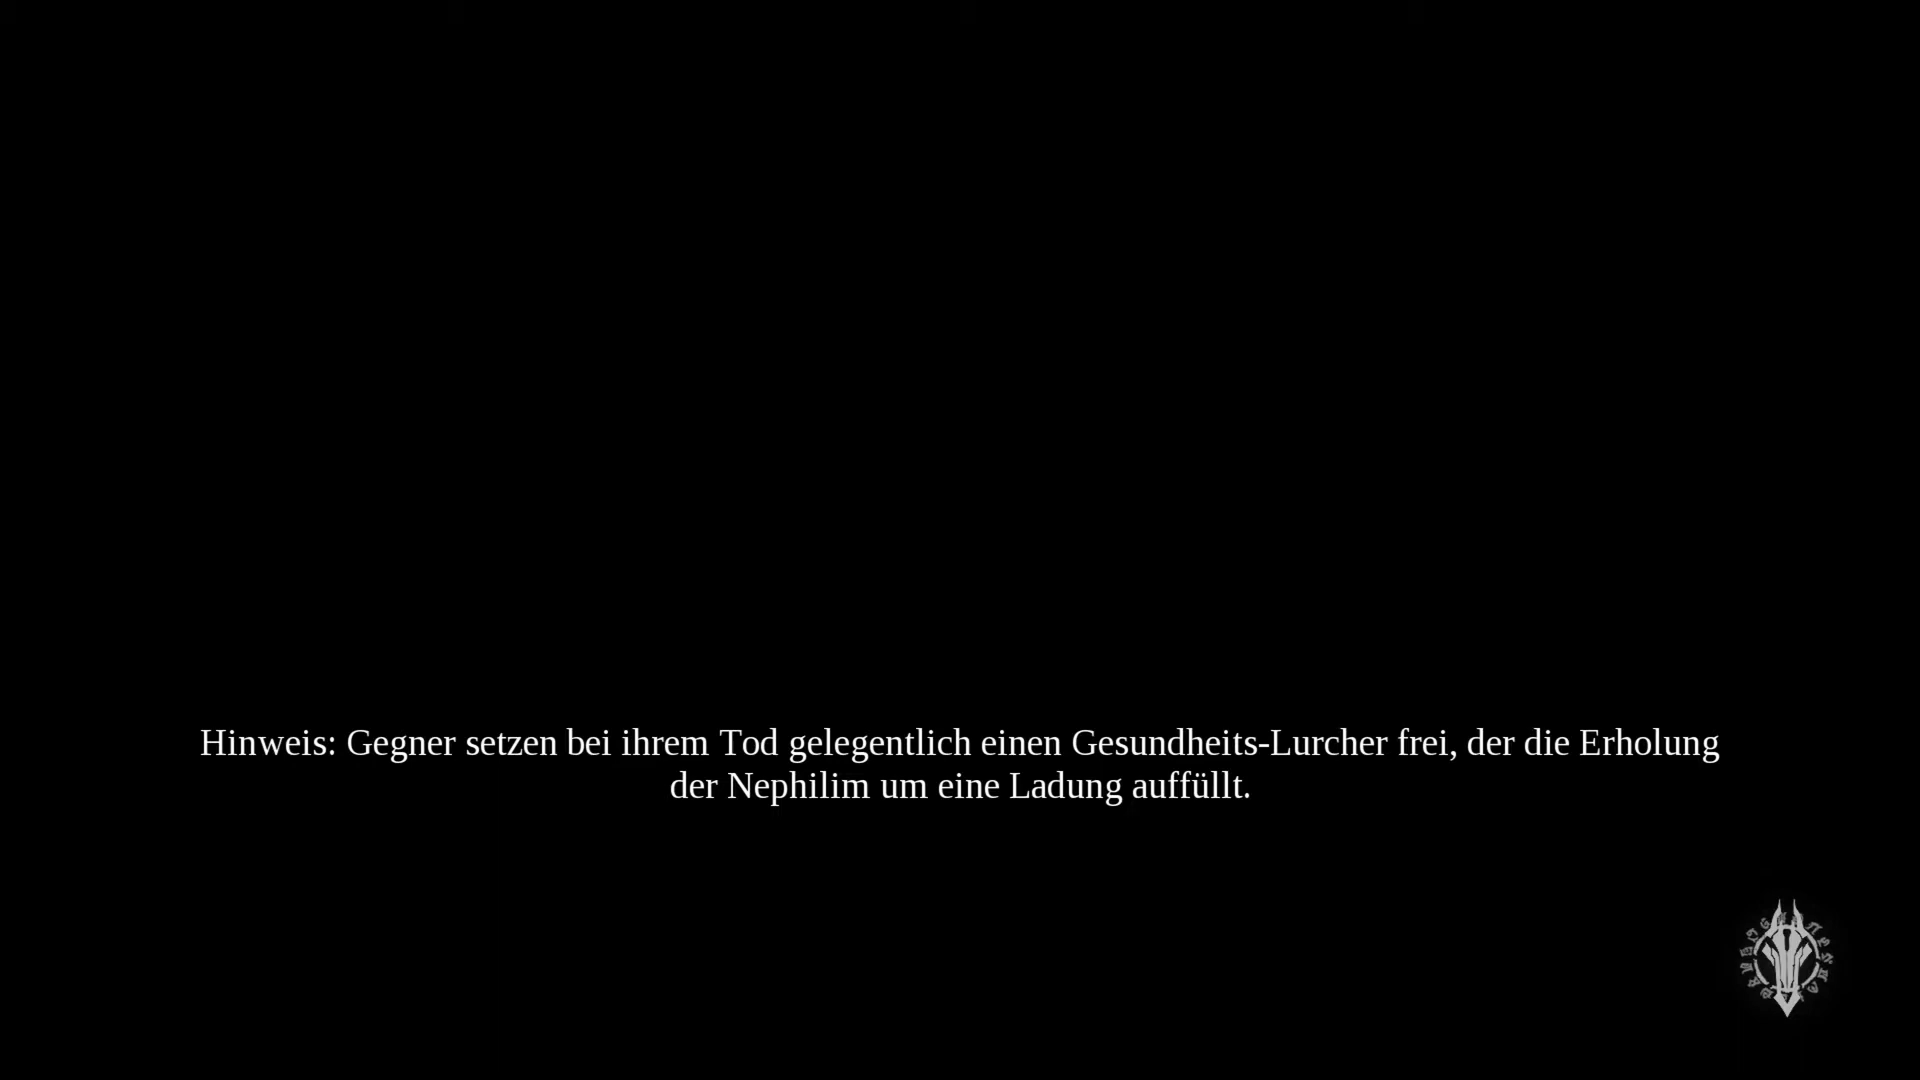 Hinweis: Gegner setzen bei ihrem Tod gelegentlich einen Gesundheits-Lurcher frei, der die Erholung
der Nephilim um eine Ladung auffüllt.